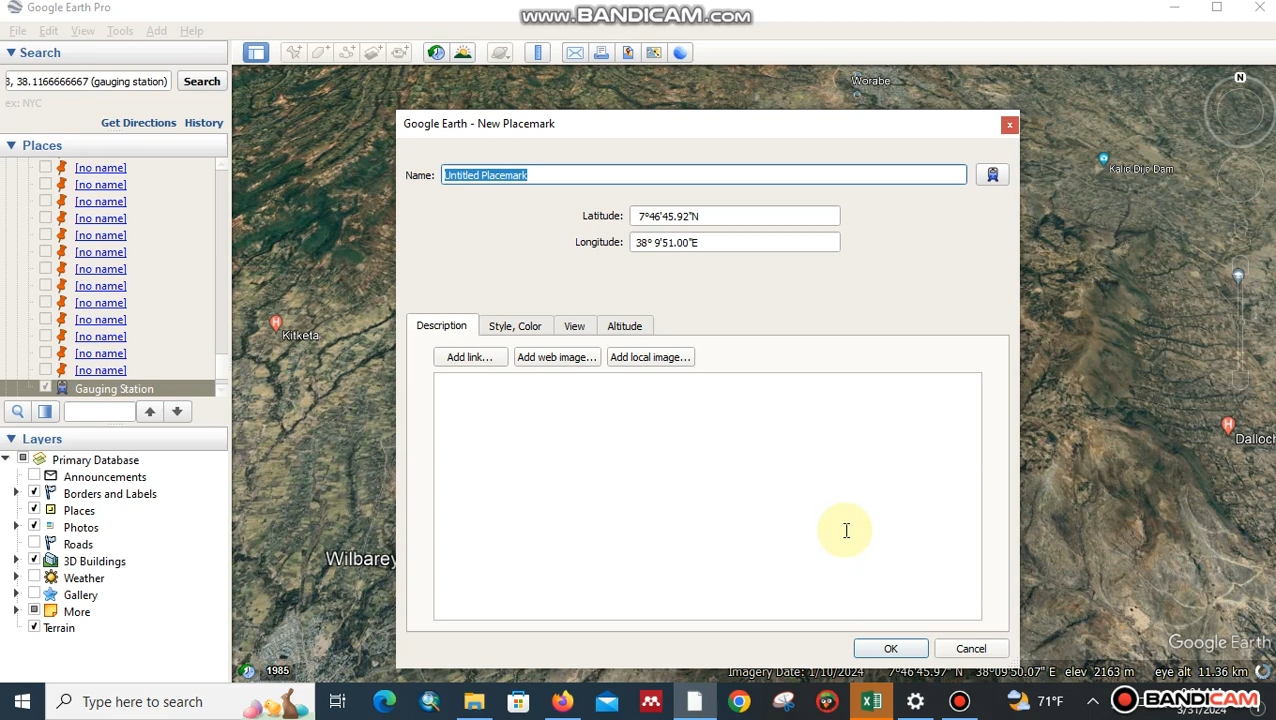 www.BANDICAM.com
Google Earth Pro
File Edit View Tools Add Help
Search
3, 38.1166666667 (gauging station) Search
ex: NYC
Get Directions History
Places
[no name]
[no name]
[no name]
[no name]
[no name]
[no name]
[no name]
[no name]
[no name]
[no name]
[no name]
[no name]
[no name]
Gauging Station
Layers
Primary Database
Announcements
Borders and Labels
Places
Photos
Roads
3D Buildings
Weather
Gallery
More
Terrain
Worabe
N
Kalid Dijo Dam
Kitketa
Dalloch
Wilbarey
Google Earth - New Placemark
x
Name: Untitled Placemark
Latitude: 7°46'45.92"N
Longitude: 38° 9'51.00"E
Description Style, Color View Altitude
Add link... Add web image... Add local image...
OK Cancel
Google Earth
1985 Imagery Date: 1/10/2024 7°46'45.97" N 38°09'50.07" E elev 2163 m eye alt 11.36 km
Type here to search
71°F
3/31/2024
BANDICAM